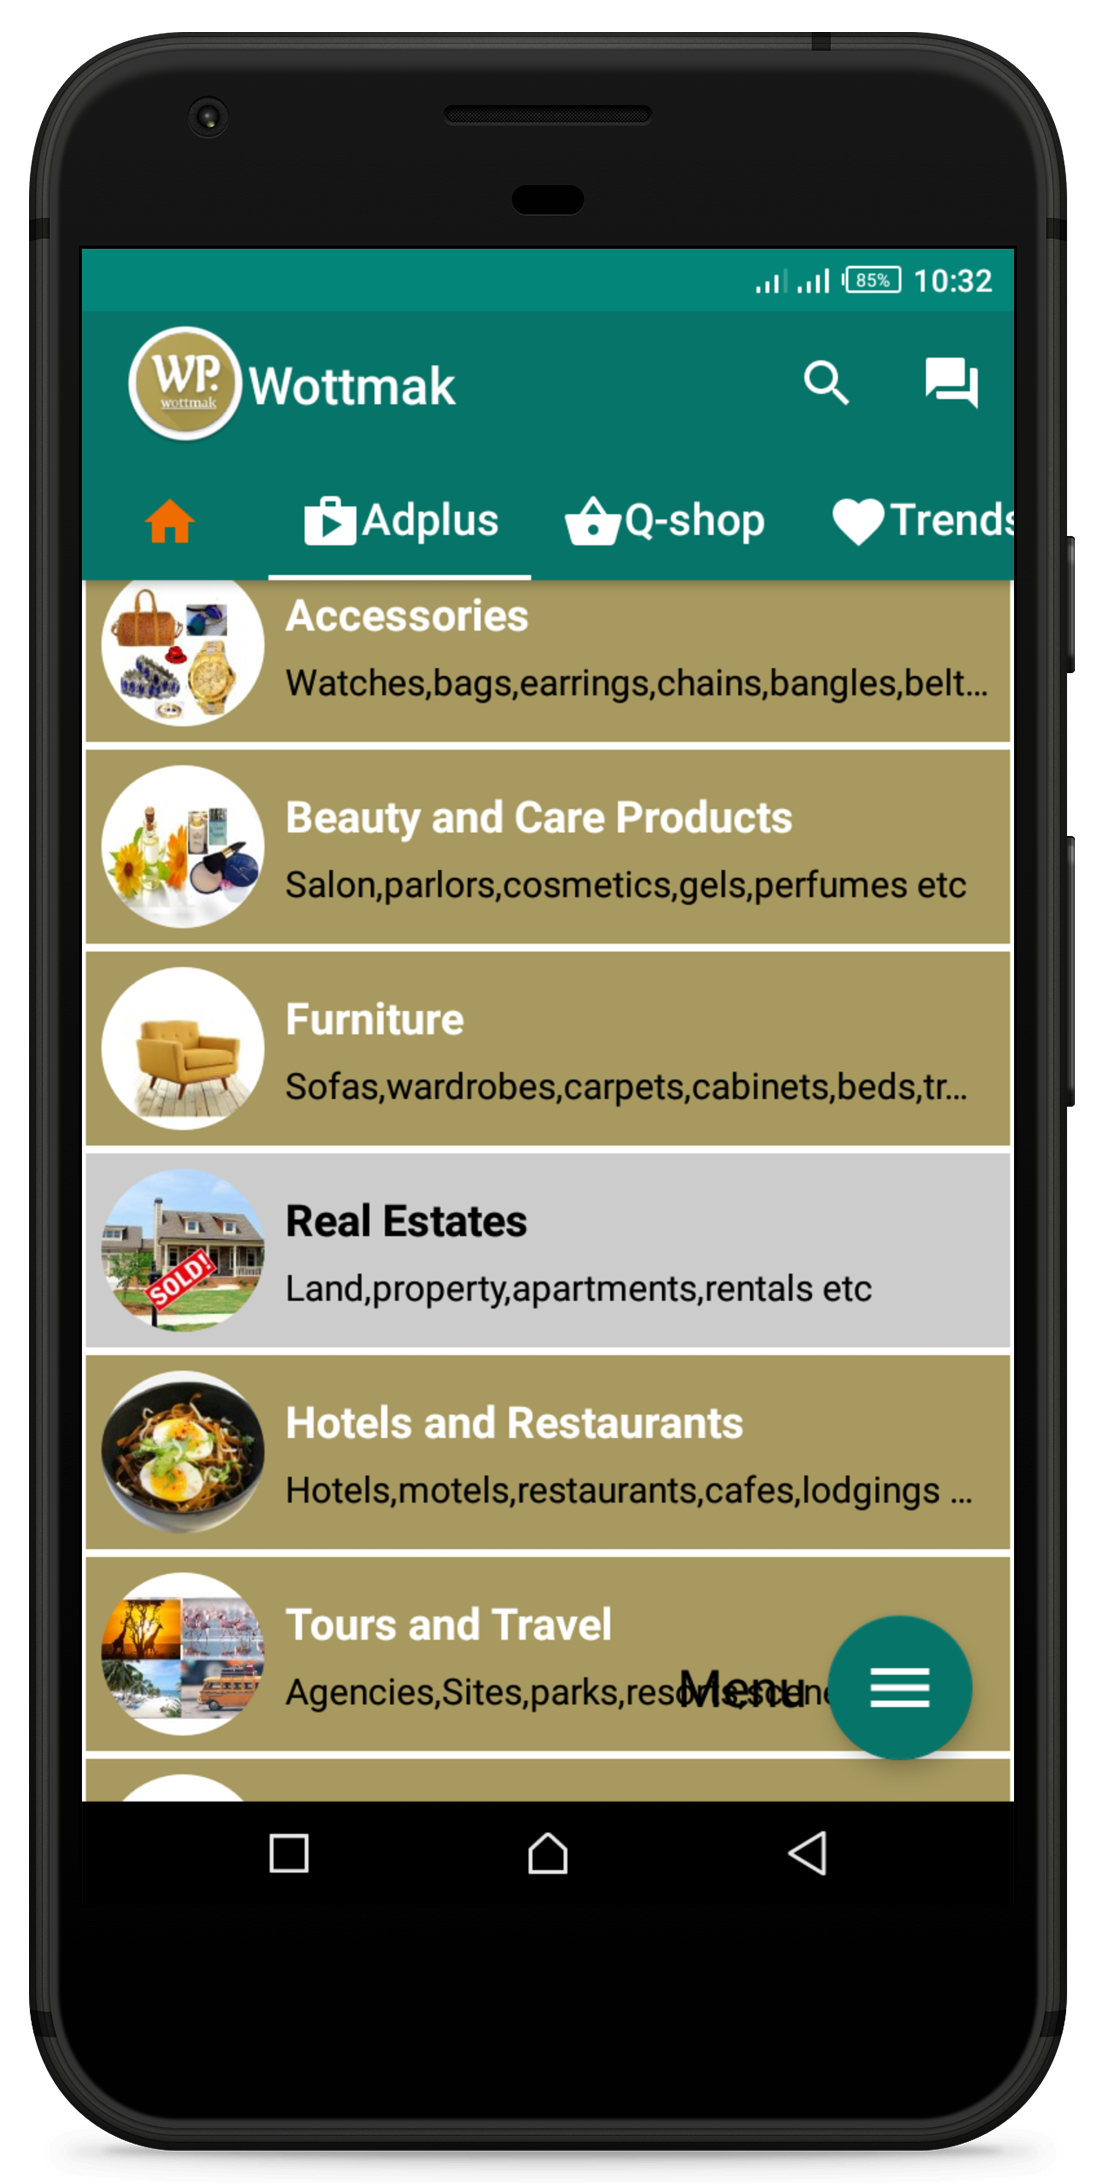 85% 10:32
WP.
wottmak
Wottmak
Adplus Q-shop Trends
Accessories
Watches,bags,earrings,chains,bangles,belt...
Beauty and Care Products
Salon,parlors,cosmetics,gels,perfumes etc
Furniture
Sofas,wardrobes,carpets,cabinets,beds,tr...
Real Estates
SOLD!
Land,property,apartments,rentals etc
Hotels and Restaurants
Hotels,motels,restaurants,cafes,lodgings ...
Tours and Travel
Agencies,Sites,parks,resorts,scene
Menu